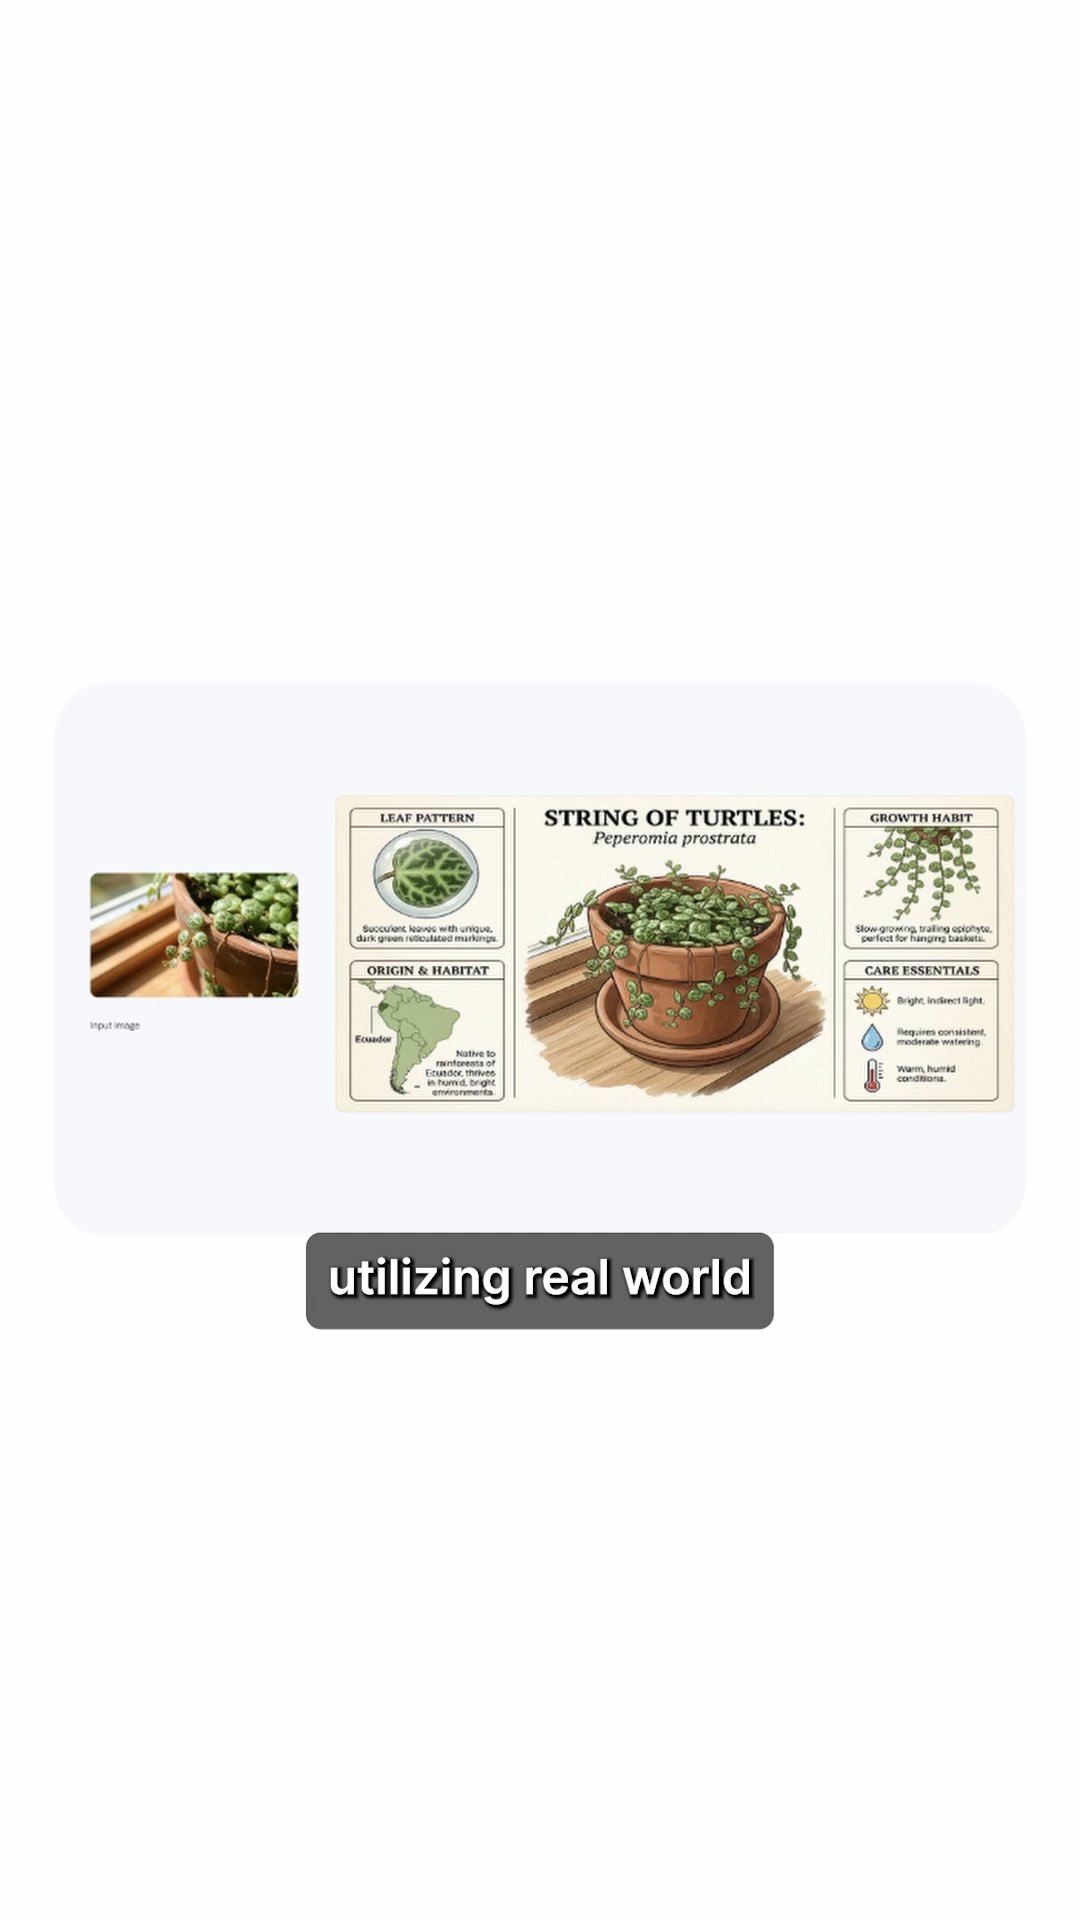 LEAF PATTERN
Succulent leaves with unique,
dark green reticulated markings.
ORIGIN & HABITAT
Ecuador
Native to
rainforests of
Ecuador, thrives
in humid, bright
environments.
STRING OF TURTLES:
Peperomia prostrata
GROWTH HABIT
Slow-growing, trailing epiphyte,
perfect for hanging baskets.
CARE ESSENTIALS
Bright, indirect light.
Requires consistent,
moderate watering.
Warm, humid
conditions.
Input image
utilizing real world